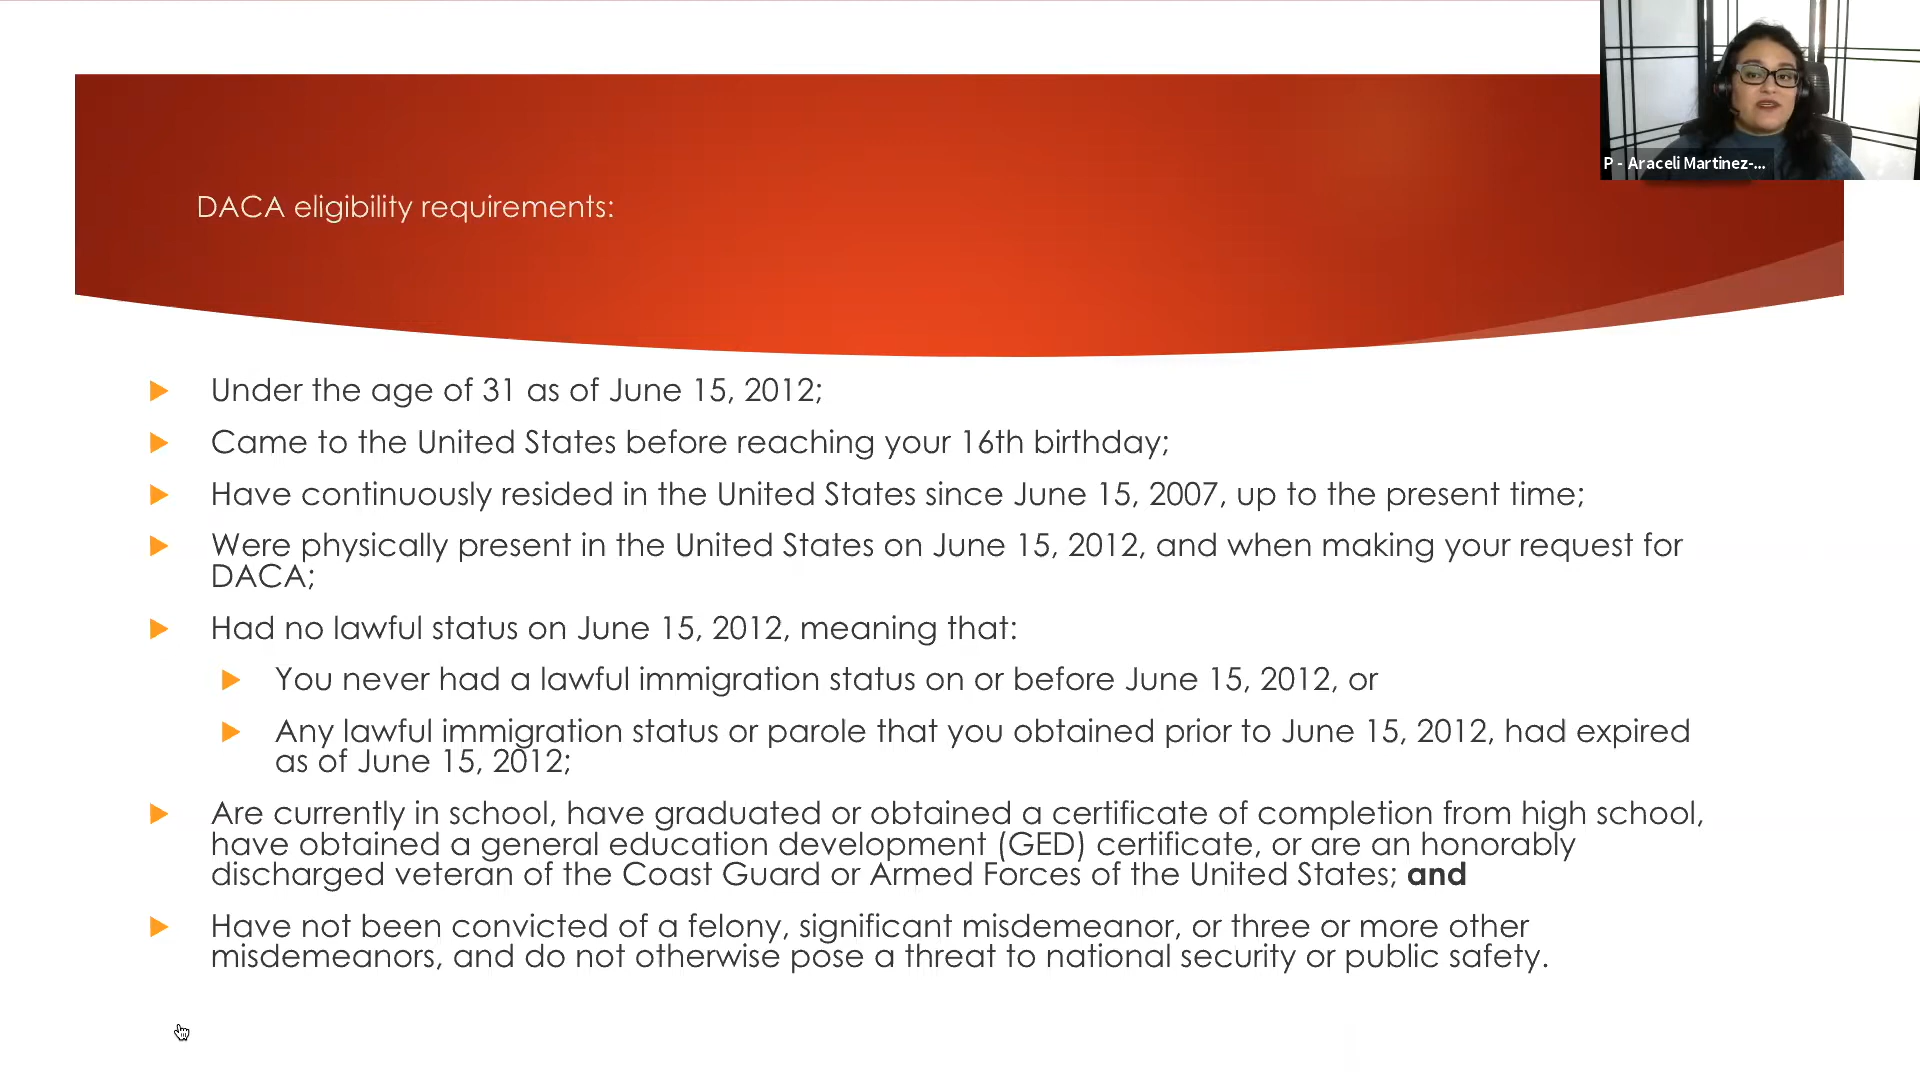 P - Araceli Martinez-...
DACA eligibility requirements:
Under the age of 31 as of June 15, 2012;
Came to the United States before reaching your 16th birthday;
Have continuously resided in the United States since June 15, 2007, up to the present time;
Were physically present in the United States on June 15, 2012, and when making your request for
DACA;
Had no lawful status on June 15, 2012, meaning that:
You never had a lawful immigration status on or before June 15, 2012, or
Any lawful immigration status or parole that you obtained prior to June 15, 2012, had expired
as of June 15, 2012;
Are currently in school, have graduated or obtained a certificate of completion from high school,
have obtained a general education development (GED) certificate, or are an honorably
discharged veteran of the Coast Guard or Armed Forces of the United States; and
Have not been convicted of a felony, significant misdemeanor, or three or more other
misdemeanors, and do not otherwise pose a threat to national security or public safety.